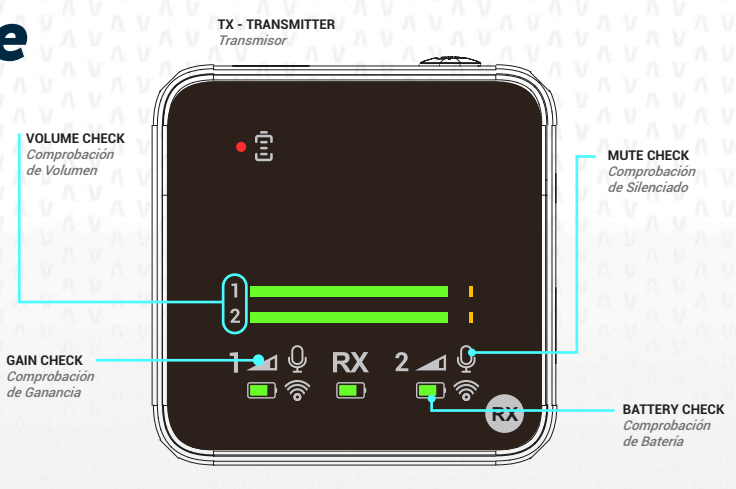 e
TX - TRANSMITTER
Transmisor
VOLUME CHECK
Comprobación
de Volumen
MUTE CHECK
Comprobación
de Silenciado
1
2
1 RX 2
GAIN CHECK
Comprobación
de Ganancia
RX
BATTERY CHECK
Comprobación
de Batería